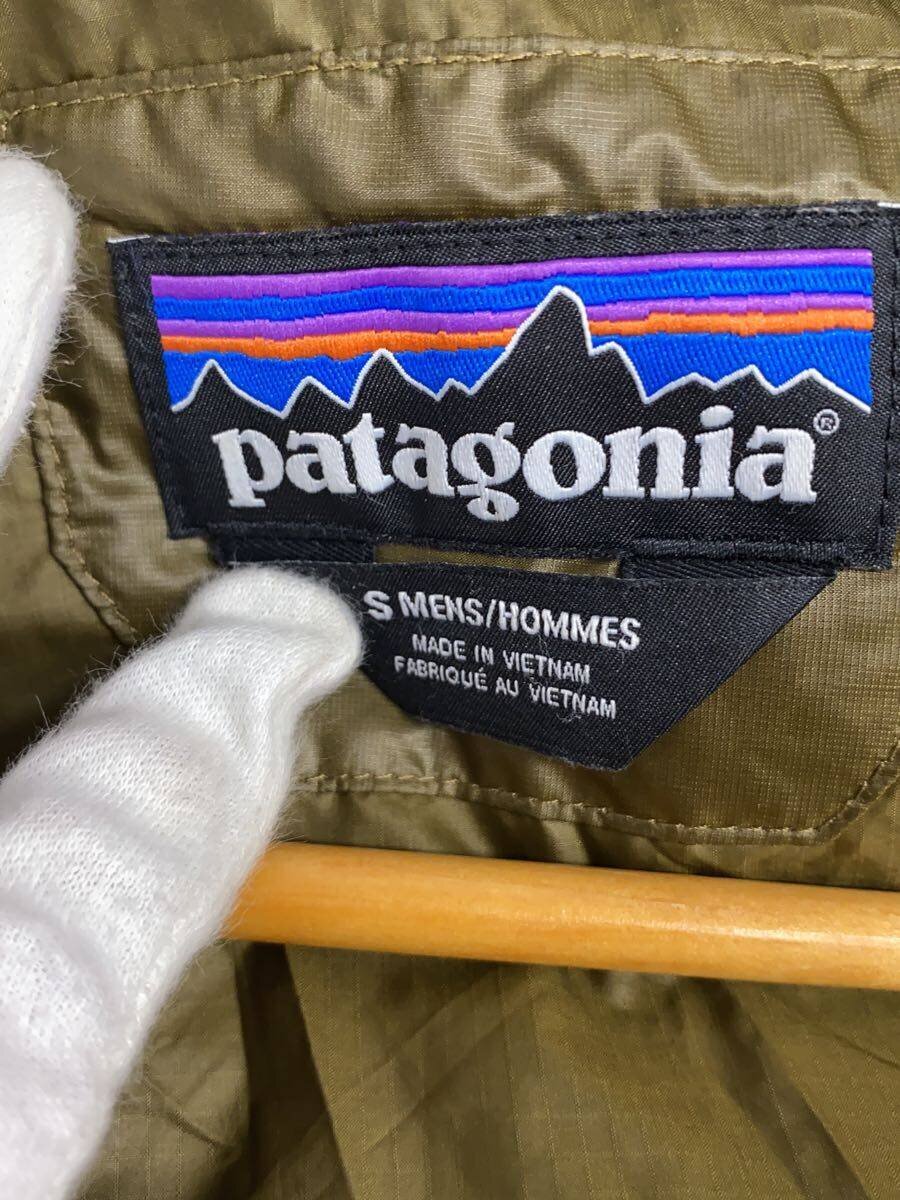 patagonia®
S MENS/HOMMES
MADE IN VIETNAM
FABRIQUÉ AU VIETNAM